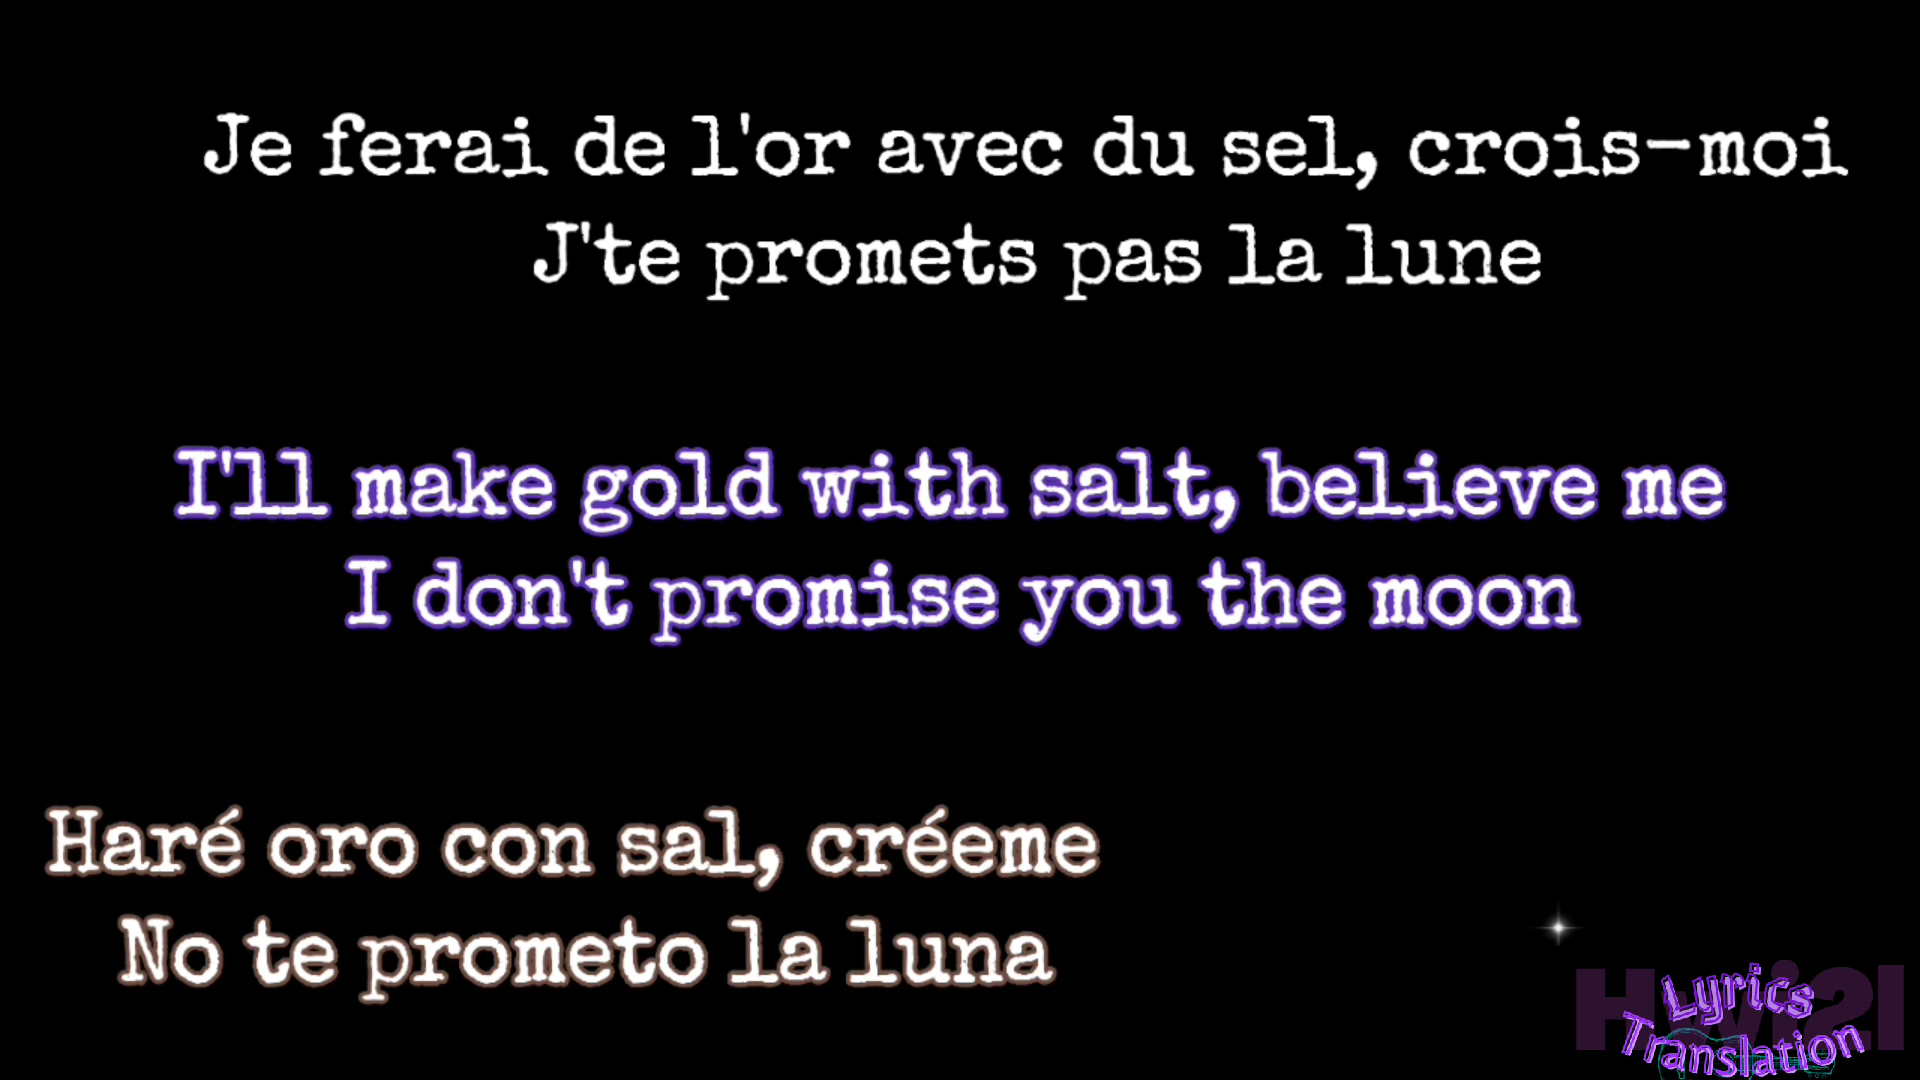 Je ferai de l'or avec du sel, crois-moi
J'te promets pas la lune
I'll make gold with salt, believe me
I don't promise you the moon
Haré oro con sal, créeme
No te prometo la luna
Lyrics
Translation